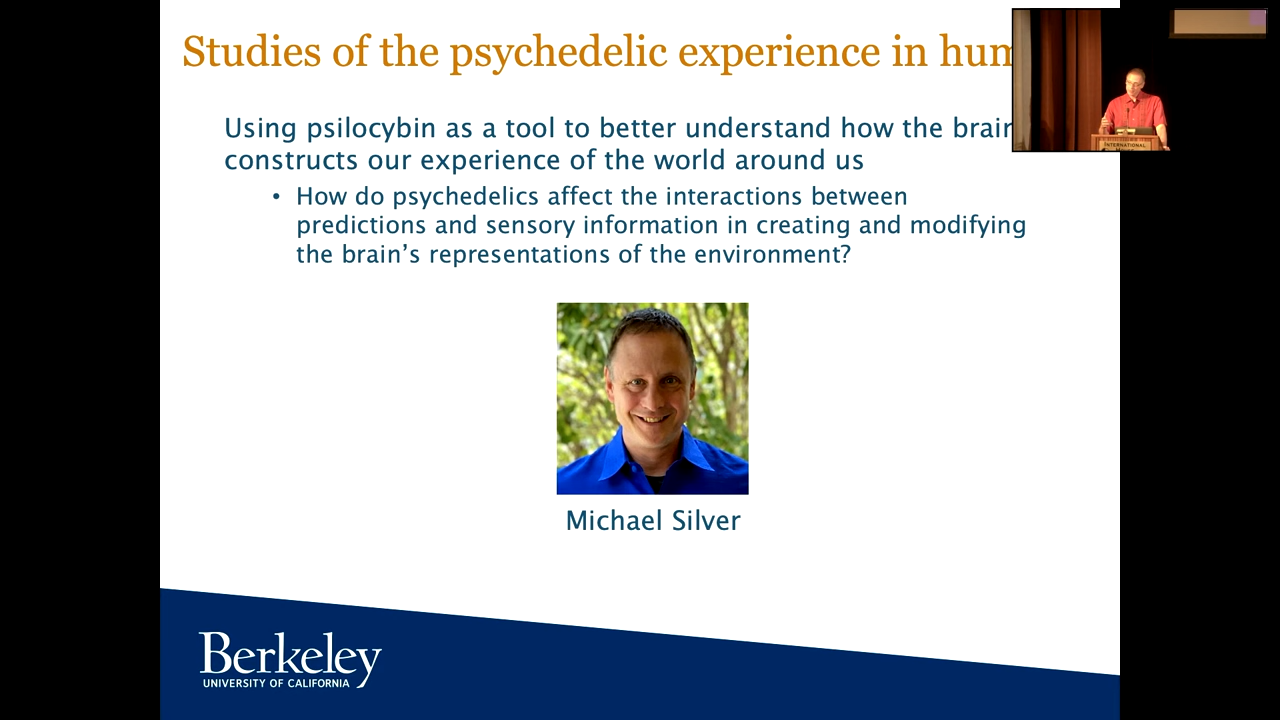 Studies of the psychedelic experience in hum
Using psilocybin as a tool to better understand how the brain
constructs our experience of the world around us
• How do psychedelics affect the interactions between
predictions and sensory information in creating and modifying
the brain’s representations of the environment?
Michael Silver
Berkeley
UNIVERSITY OF CALIFORNIA
INTERNATIONAL